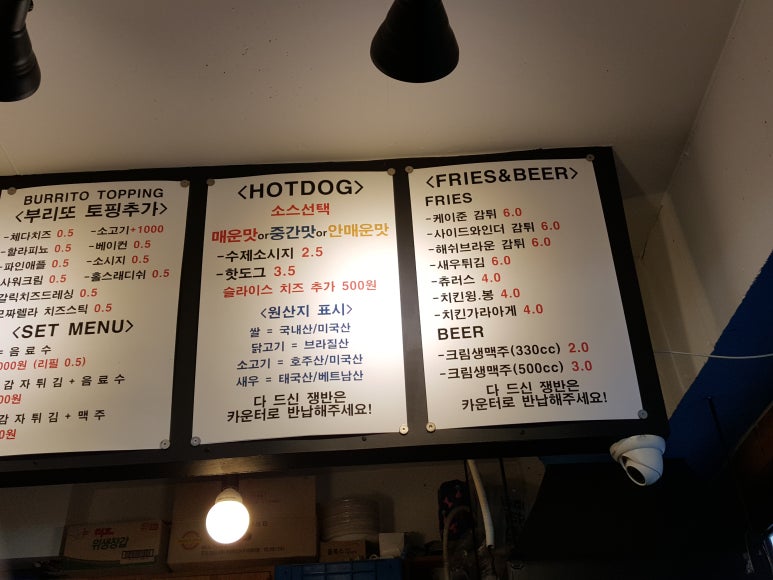 BURRITO TOPPING
<부리또 토핑추가>
-체다치즈 0.5 -소고기+1000
-할라피뇨 0.5 -베이컨 0.5
-파인애플 0.5 -소시지 0.5
사워크림 0.5 -홀스래디쉬 0.5
갈릭치즈드레싱 0.5
모짜렐라 치즈스틱 0.5
<SET MENU>
= 음료수
000원 (리필 0.5)
감자튀김 + 음료수
00원
감자튀김 + 맥주
0원
<HOTDOG>
소스선택
매운맛or중간맛or안매운맛
-수제소시지 2.5
-핫도그 3.5
슬라이스 치즈 추가 500원
<원산지 표시>
쌀 = 국내산/미국산
닭고기 = 브라질산
소고기 = 호주산/미국산
새우 = 태국산/베트남산
다 드신 쟁반은
카운터로 반납해주세요!
<FRIES&BEER>
FRIES
-케이준 감튀 6.0
-사이드와인더 감튀 6.0
-해쉬브라운 감튀 6.0
-새우튀김 6.0
-츄러스 4.0
-치킨윙.봉 4.0
-치킨가라아게 4.0
BEER
-크림생맥주(330cc) 2.0
-크림생맥주(500cc) 3.0
다 드신 쟁반은
카운터로 반납해주세요!
위생장갑